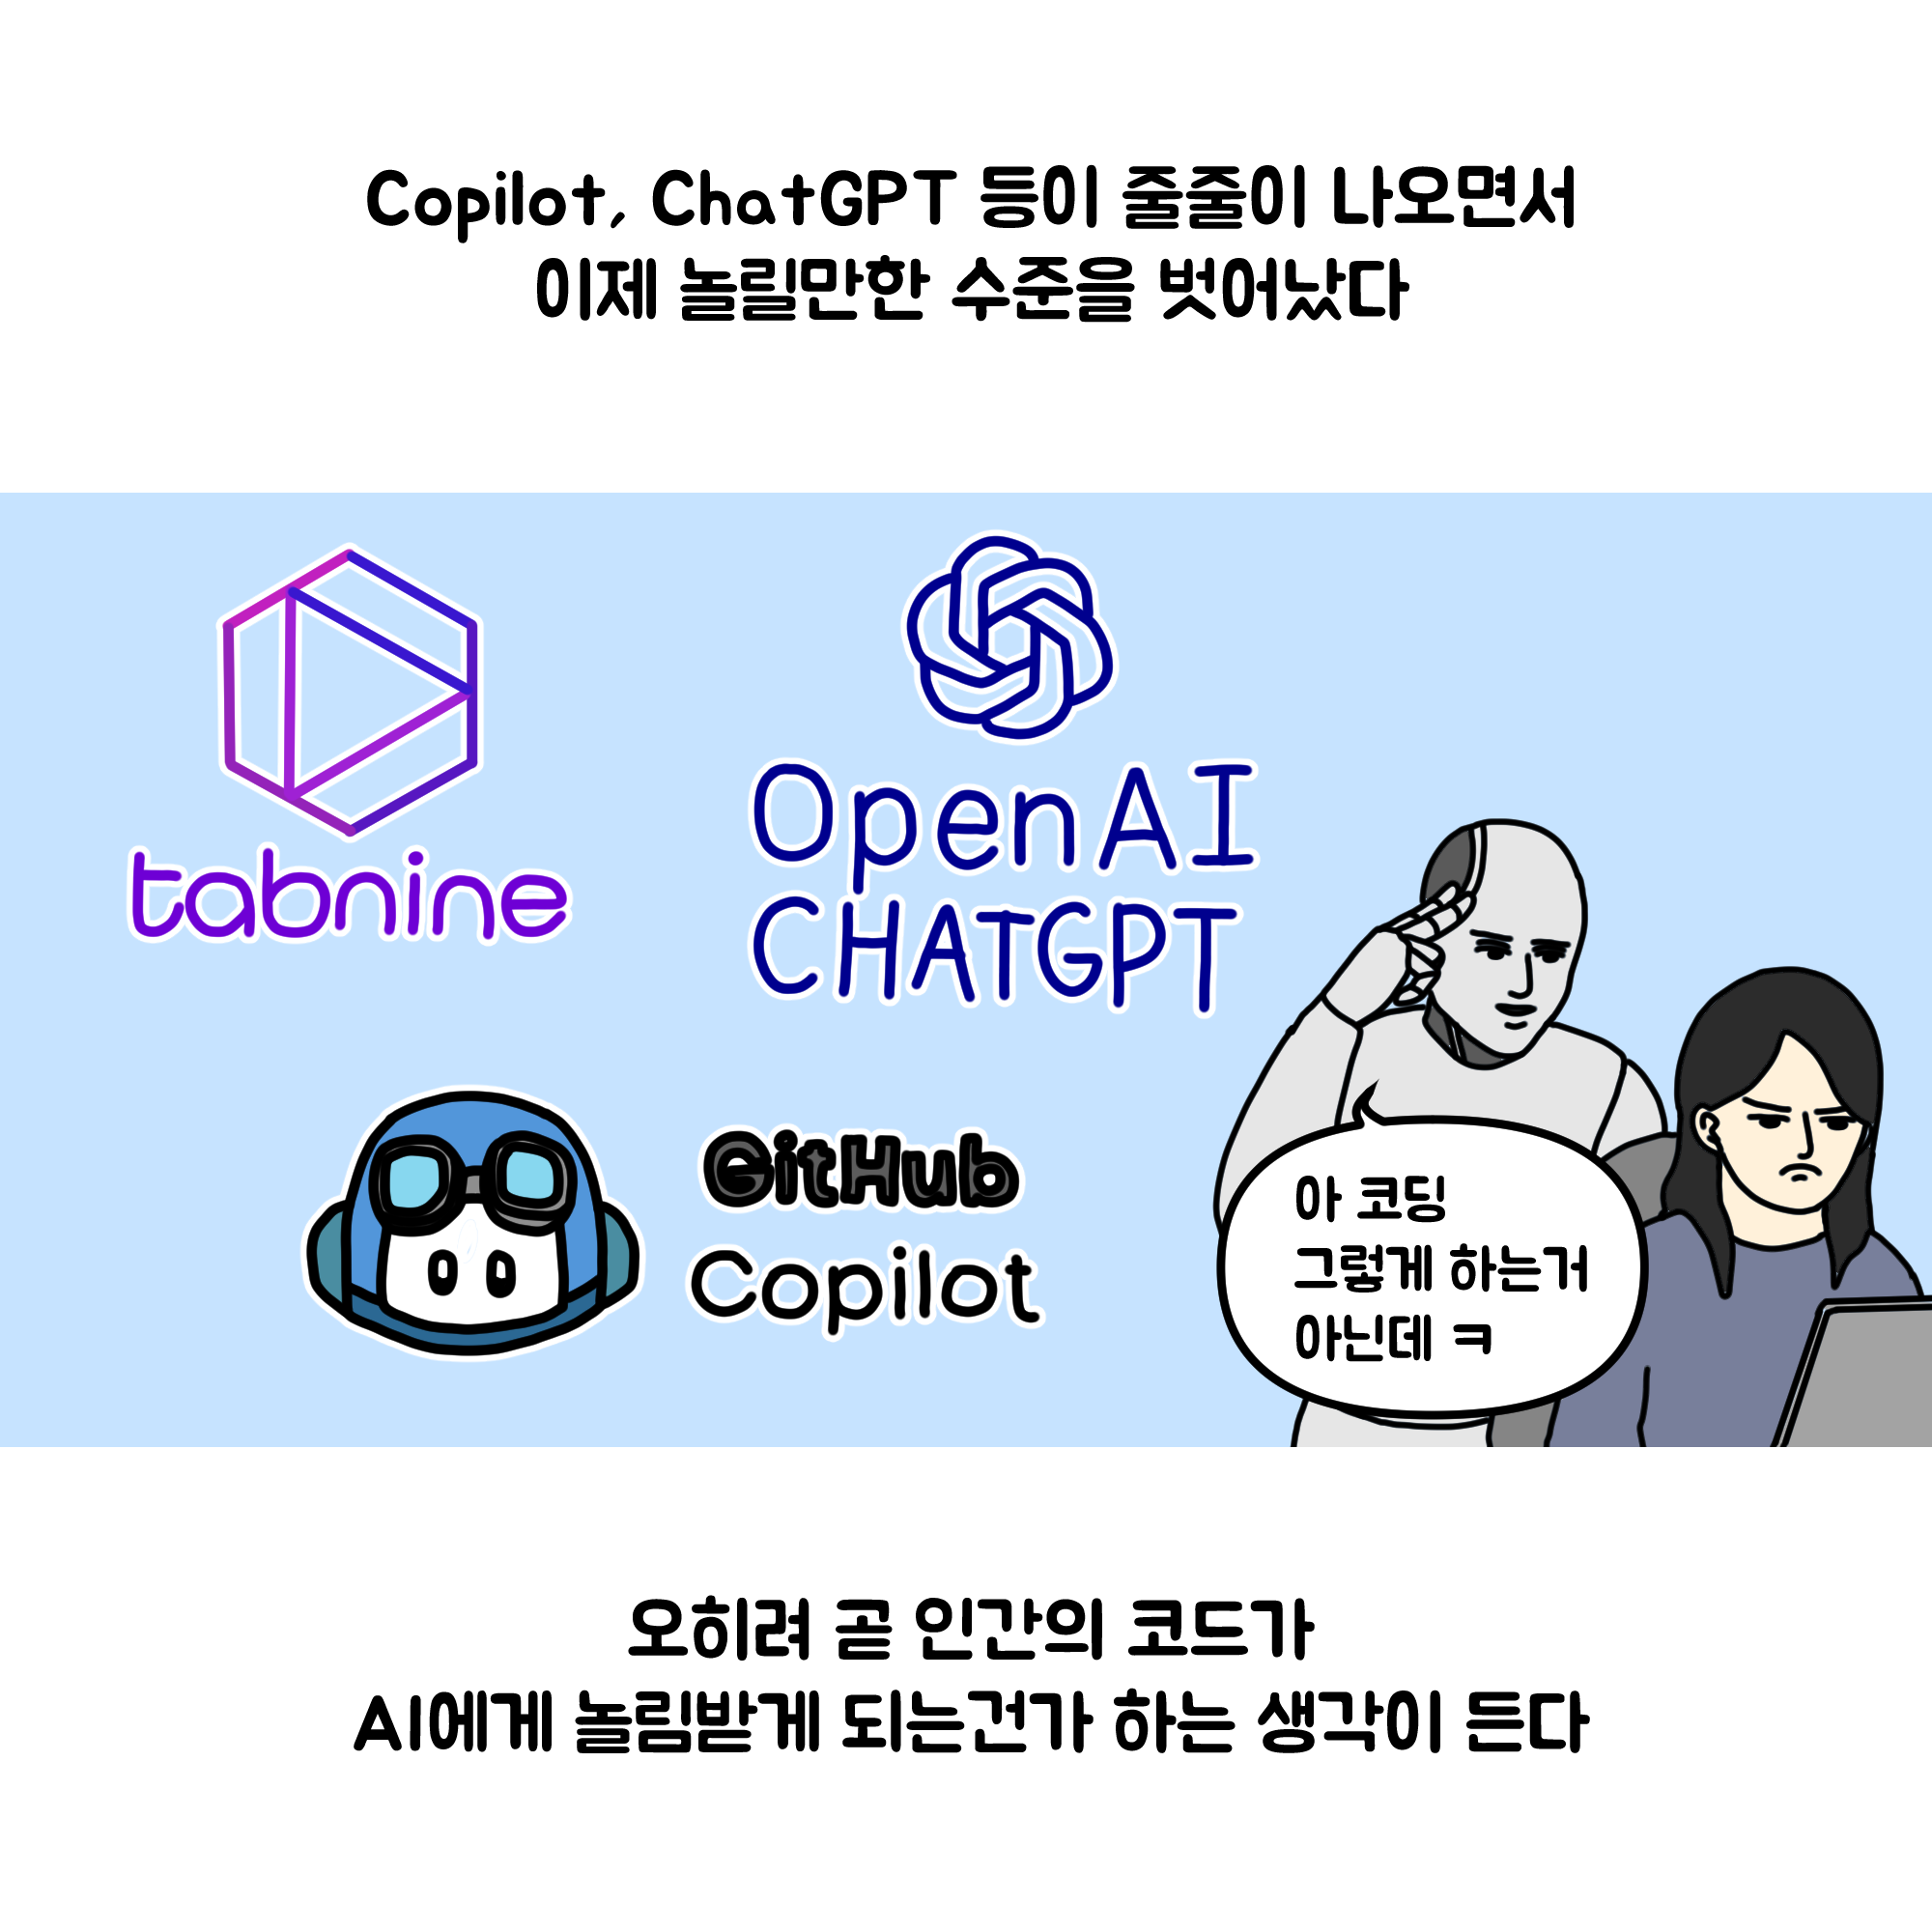 Copilot, ChatGPT 등이 줄줄이 나오면서
이제 놀릴만한 수준을 벗어났다
tabnine
OpenAI
CHATGPT
GitHub
Copilot
아 코딩
그렇게 하는거
아닌데 ㅋ
오히려 곧 인간의 코드가
AI에게 놀림받게 되는건가 하는 생각이 든다